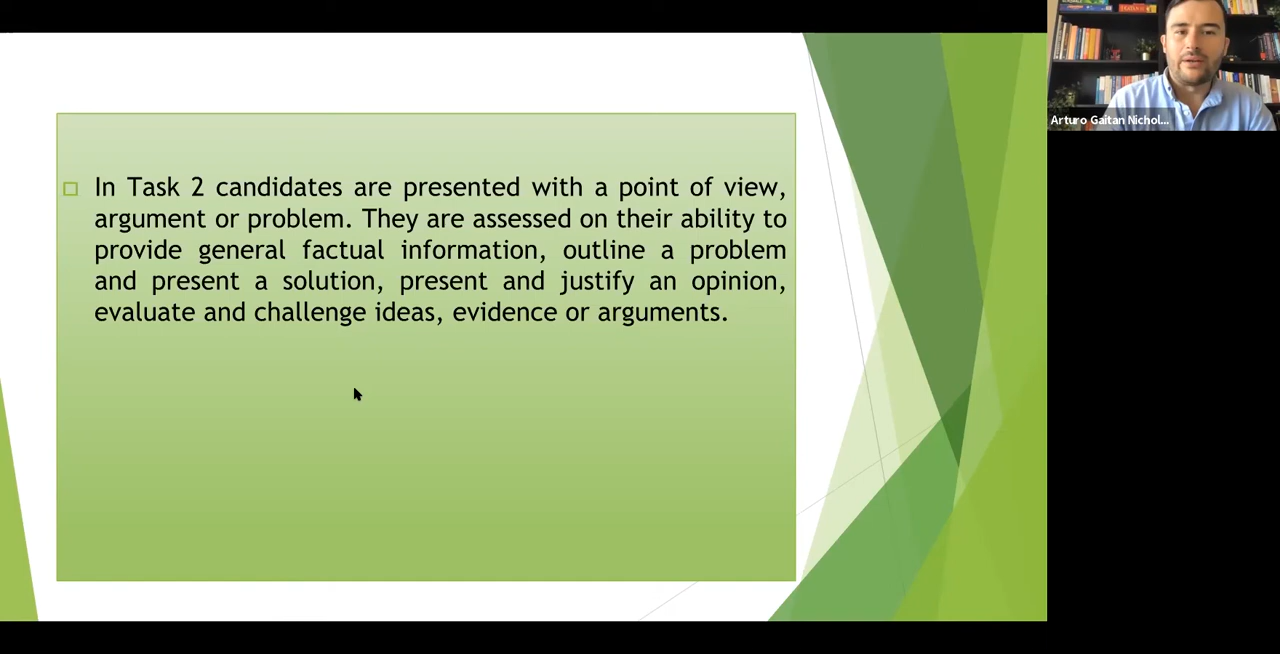 In Task 2 candidates are presented with a point of view,
argument or problem. They are assessed on their ability to
provide general factual information, outline a problem
and present a solution, present and justify an opinion,
evaluate and challenge ideas, evidence or arguments.
Arturo Gaitan Nichol...